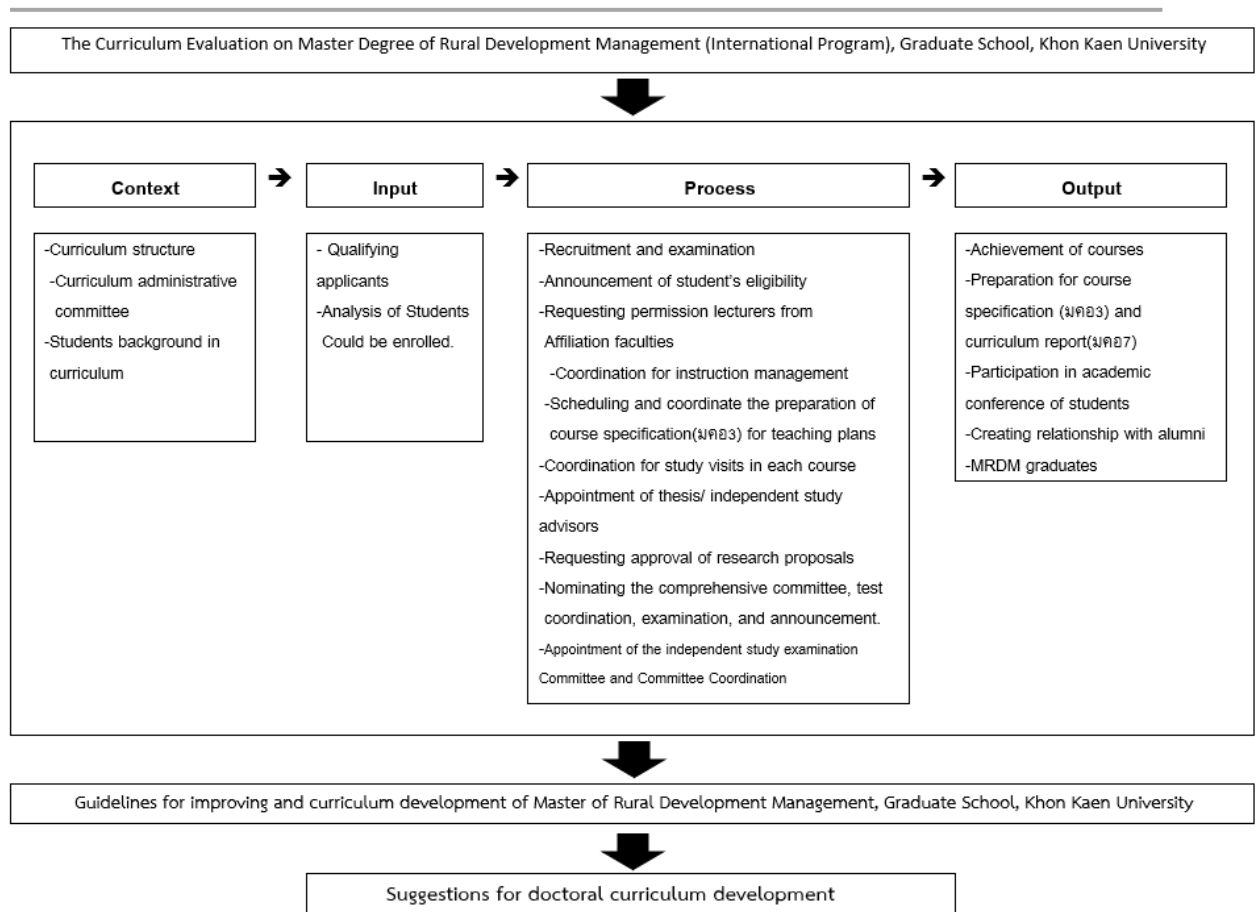 The Curriculum Evaluation on Master Degree of Rural Development Management (International Program), Graduate School, Khon Kaen University
Context
Input
Process
Output
-Curriculum structure
-Curriculum administrative
committee
-Students background in
curriculum
- Qualifying
applicants
-Analysis of Students
Could be enrolled.
-Recruitment and examination
-Announcement of student's eligibility
-Requesting permission lecturers from
Affiliation faculties
-Coordination for instruction management
-Scheduling and coordinate the preparation of
course specification(มคอ3) for teaching plans
-Coordination for study visits in each course
-Appointment of thesis/ independent study
advisors
-Requesting approval of research proposals
-Nominating the comprehensive committee, test
coordination, examination, and announcement.
-Appointment of the independent study examination
Committee and Committee Coordination
-Achievement of courses
-Preparation for course
specification (มคอ3) and
curriculum report(มคอ7)
-Participation in academic
conference of students
-Creating relationship with alumni
-MRDM graduates
Guidelines for improving and curriculum development of Master of Rural Development Management, Graduate School, Khon Kaen University
Suggestions for doctoral curriculum development